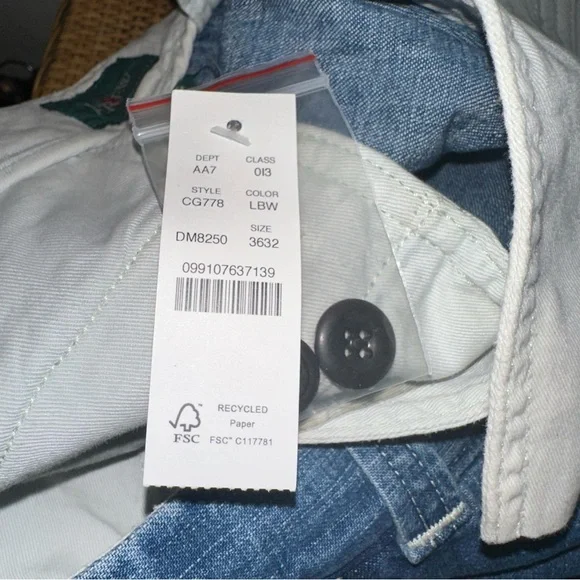 DEPT CLASS
AA7 013
STYLE COLOR
CG778 LBW
SIZE
DM8250 3632
099107637139
RECYCLED
Paper
FSC
FSC® C117781